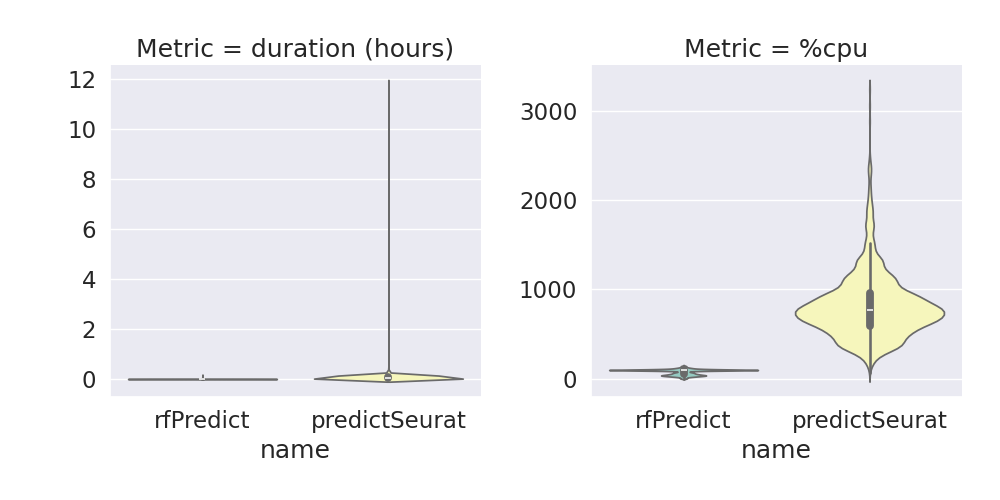 Metric = duration (hours)
12
10
8
6
4
2
0
rfPredict predictSeurat
name
Metric = %cpu
3000
2000
1000
0
rfPredict predictSeurat
name